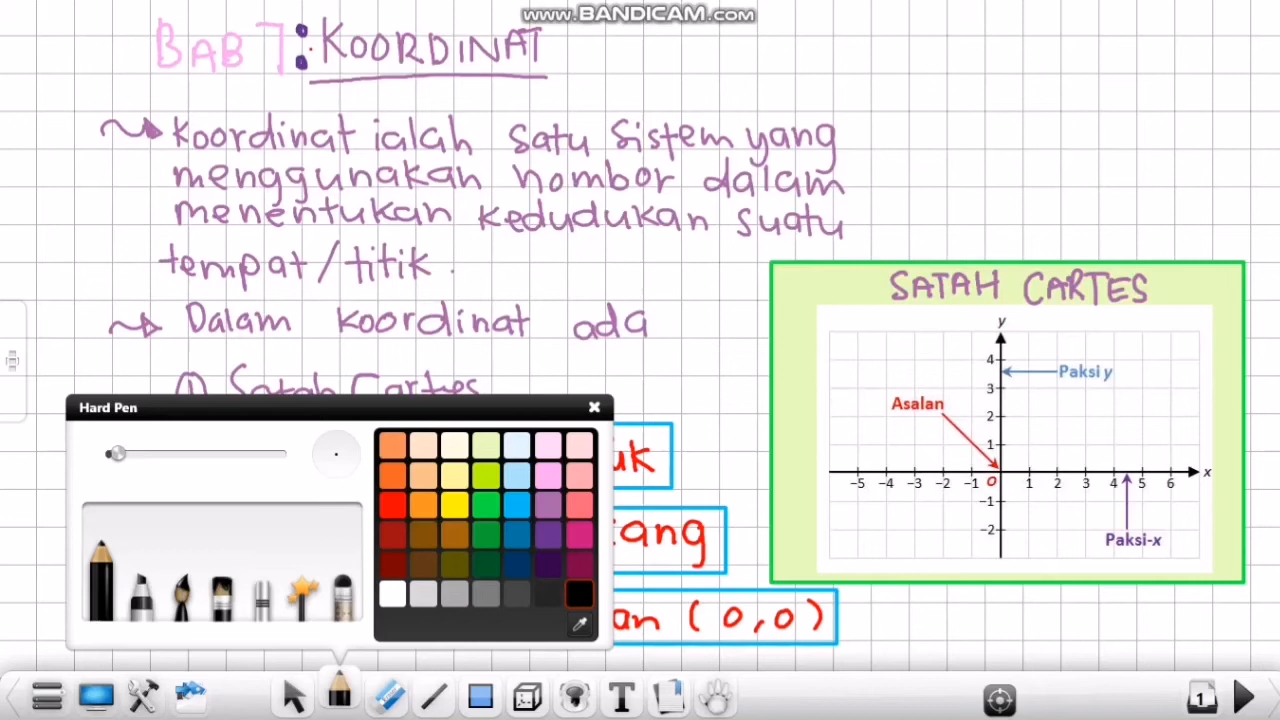 www.BANDICAM.com
BAB 7 : KOORDINAT
Koordinat ialah satu sistem yang
menggunakan nombor dalam
menentukan kedudukan suatu
tempat/titik.
Dalam koordinat ada
① Satah Cartes
uk
ang
an (0,0)
SATAH CARTES
y
4
Paksi y
3
Asalan
2
1
x
O
-5 -4 -3 -2 -1 1 2 3 4 5 6
-1
-2
Paksi-x
Hard Pen
T
1